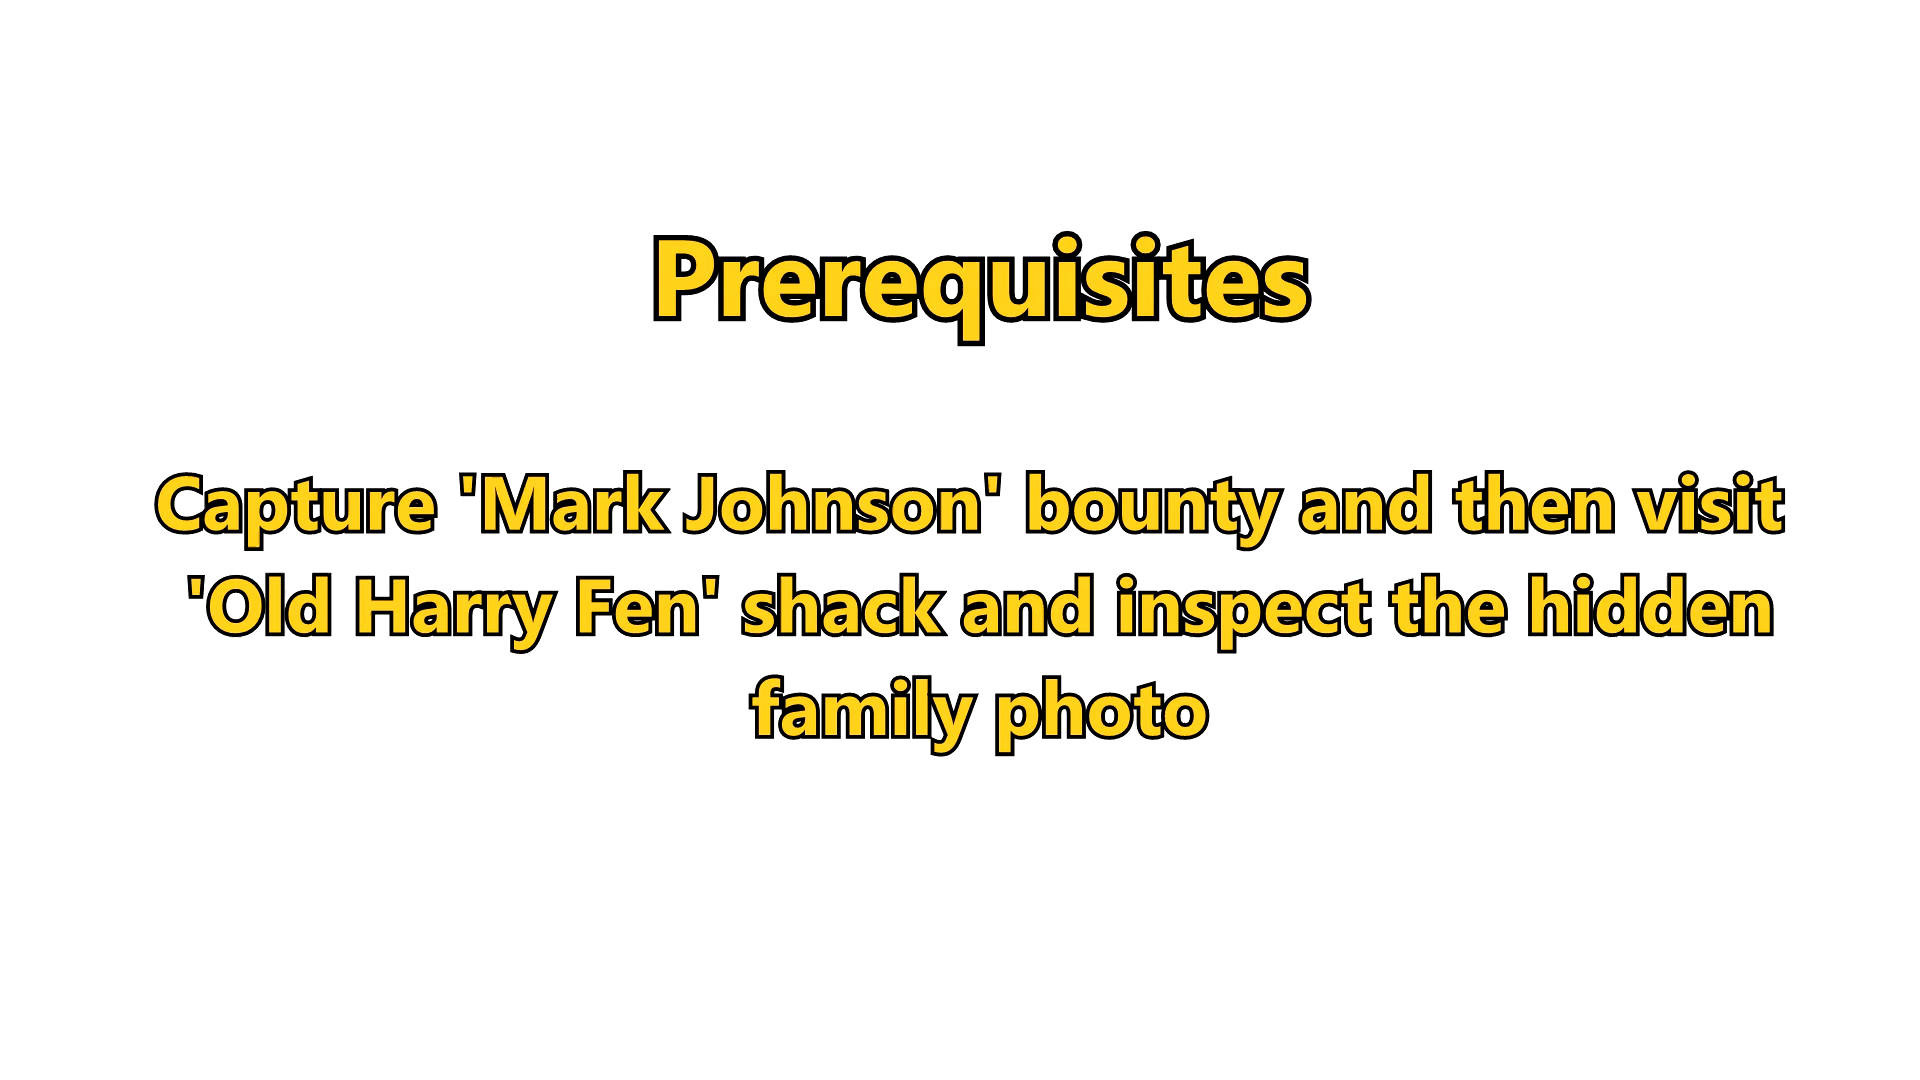 Prerequisites
Capture 'Mark Johnson' bounty and then visit
'Old Harry Fen' shack and inspect the hidden
family photo